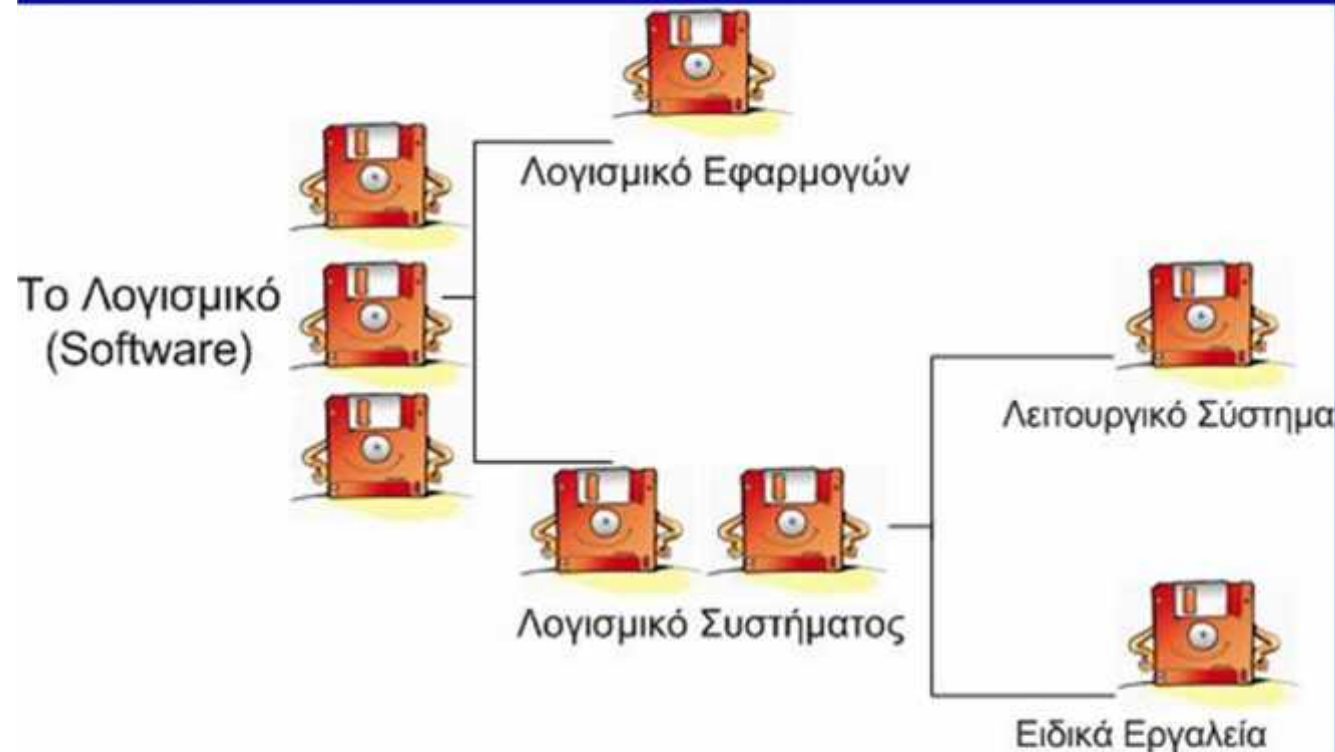 Λογισμικό Εφαρμογών
Το Λογισμικό
(Software)
Λειτουργικό Σύστημα
Λογισμικό Συστήματος
Ειδικά Εργαλεία